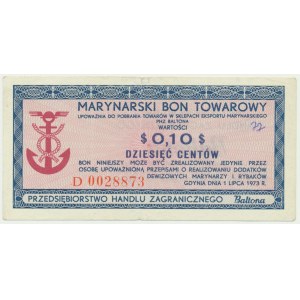 MARYNARSKI BON TOWAROWY
UPOWAŻNIA DO POBRANIA TOWARÓW W SKLEPACH EKSPORTU MARYNARSKIEGO
PHZ BALTONA
WARTOŚCI
$ 0,10 $
DZIESIĘĆ CENTÓW
BON NINIEJSZY MOŻE BYĆ ZREALIZOWANY JEDYNIE PRZEZ
OSOBĘ UPOWAŻNIONĄ PRZEPISAMI O REALIZOWANIU DODATKÓW
DEWIZOWYCH MARYNARZY I RYBAKÓW
D 0028873
GDYNIA DNIA 1 LIPCA 1973 R.
PRZEDSIĘBIORSTWO HANDLU ZAGRANICZNEGO Baltona